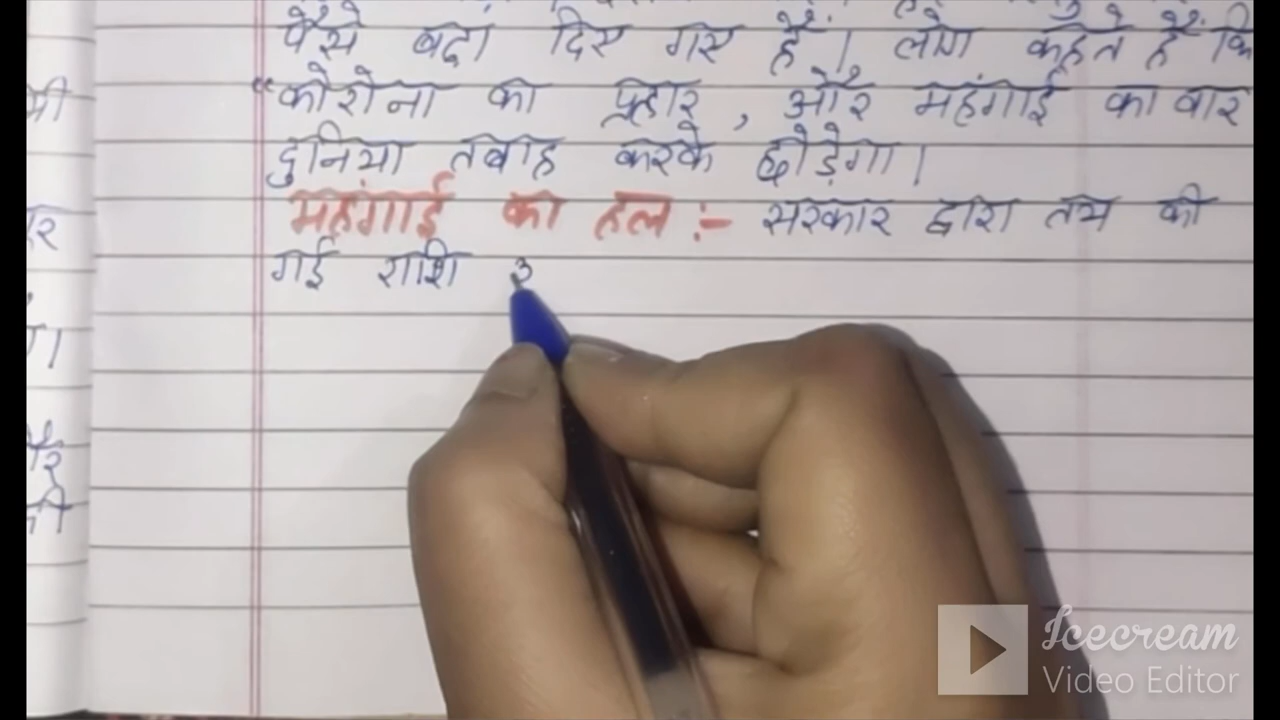 पैसे बढ़ा दिए गए हैं। लोग कहते हैं कि
“कोरोना का प्रहार, और महंगाई का वार
दुनिया तबाह करके छोड़ेगा।
महंगाई का हल :- सरकार द्वारा तय की
गई राशि
Icecream
Video Editor